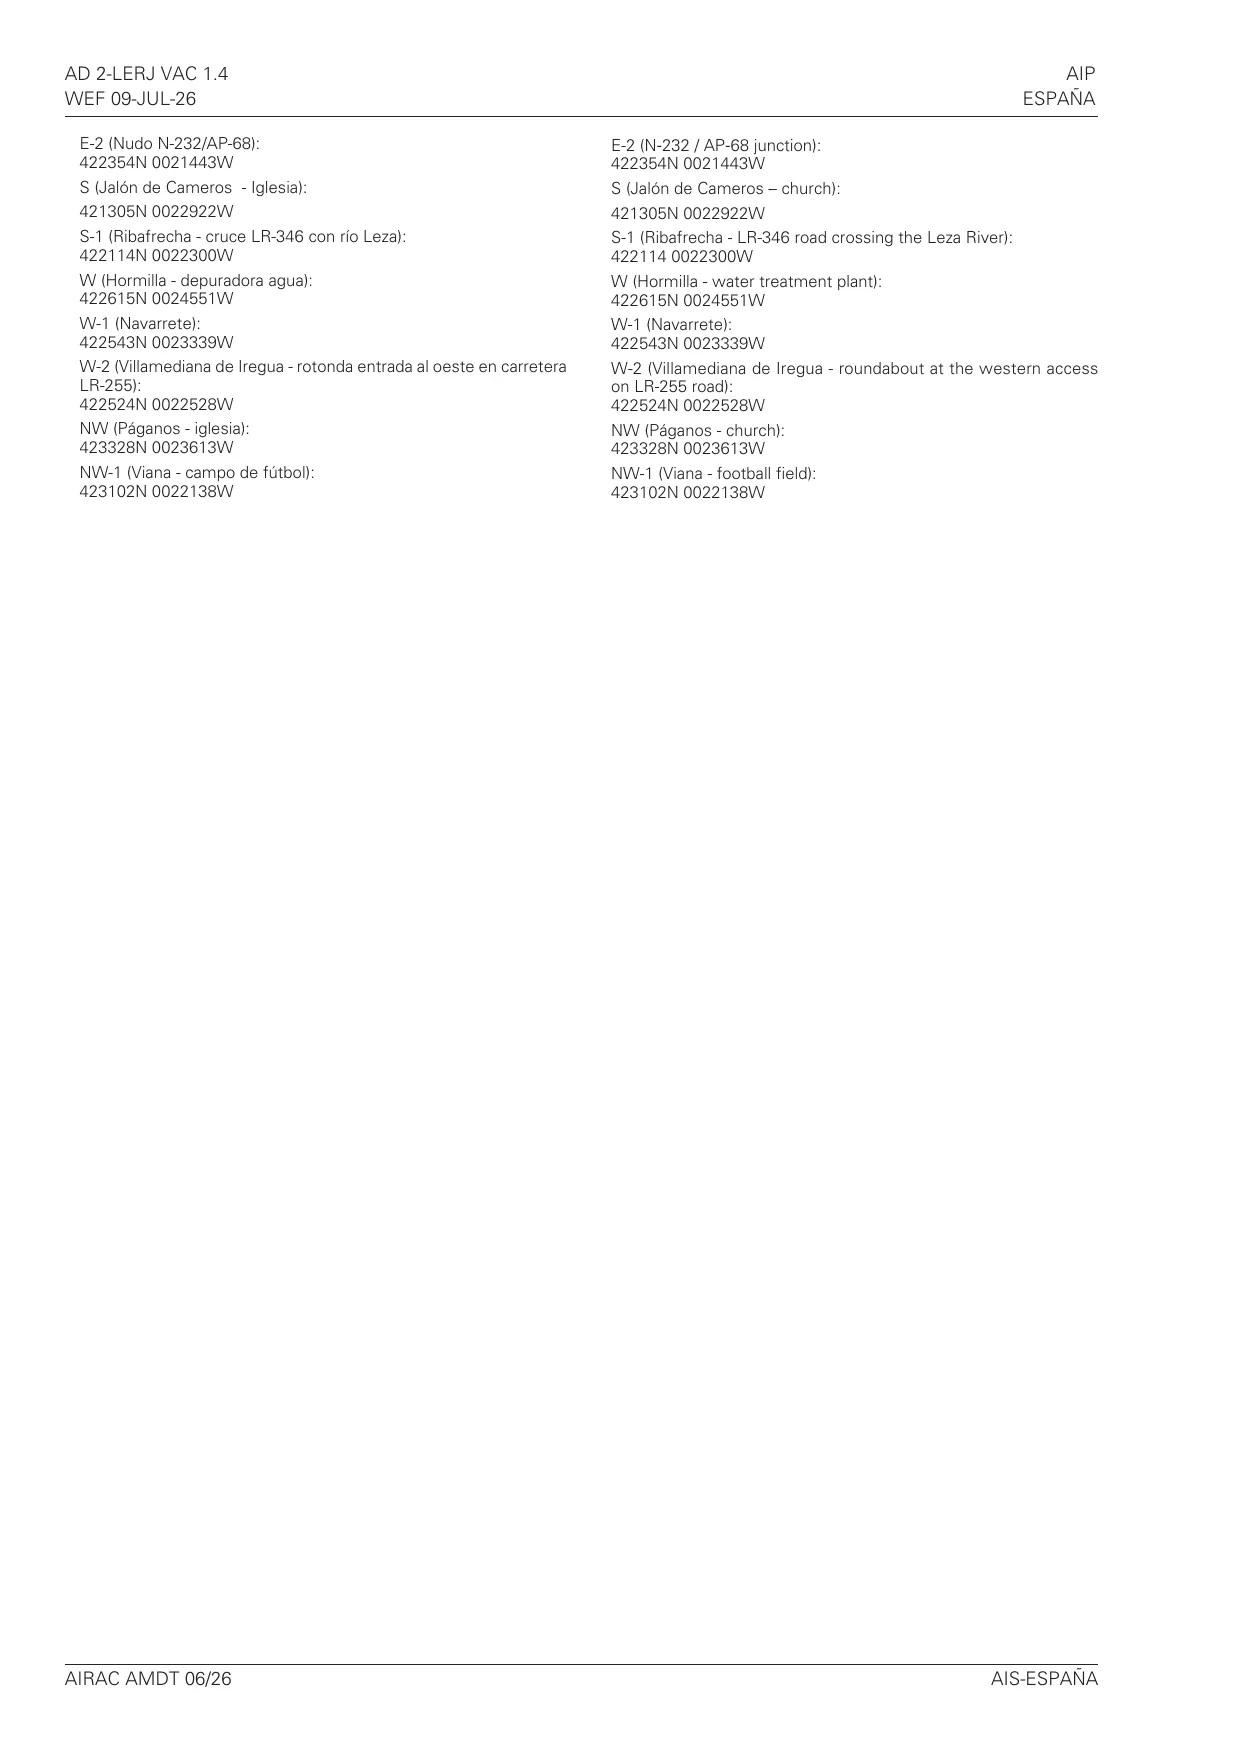 AD 2-LERJ VAC 1.4
WEF 09-JUL-26
AIP
ESPAÑA
E-2 (Nudo N-232/AP-68):
422354N 0021443W
S (Jalón de Cameros - Iglesia):
421305N 0022922W
S-1 (Ribafrecha - cruce LR-346 con río Leza):
422114N 0022300W
W (Hormilla - depuradora agua):
422615N 0024551W
W-1 (Navarrete):
422543N 0023339W
W-2 (Villamediana de Iregua - rotonda entrada al oeste en carretera
LR-255):
422524N 0022528W
NW (Páganos - iglesia):
423328N 0023613W
NW-1 (Viana - campo de fútbol):
423102N 0022138W
E-2 (N-232 / AP-68 junction):
422354N 0021443W
S (Jalón de Cameros – church):
421305N 0022922W
S-1 (Ribafrecha - LR-346 road crossing the Leza River):
422114 0022300W
W (Hormilla - water treatment plant):
422615N 0024551W
W-1 (Navarrete):
422543N 0023339W
W-2 (Villamediana de Iregua - roundabout at the western access
on LR-255 road):
422524N 0022528W
NW (Páganos - church):
423328N 0023613W
NW-1 (Viana - football field):
423102N 0022138W
AIRAC AMDT 06/26
AIS-ESPAÑA